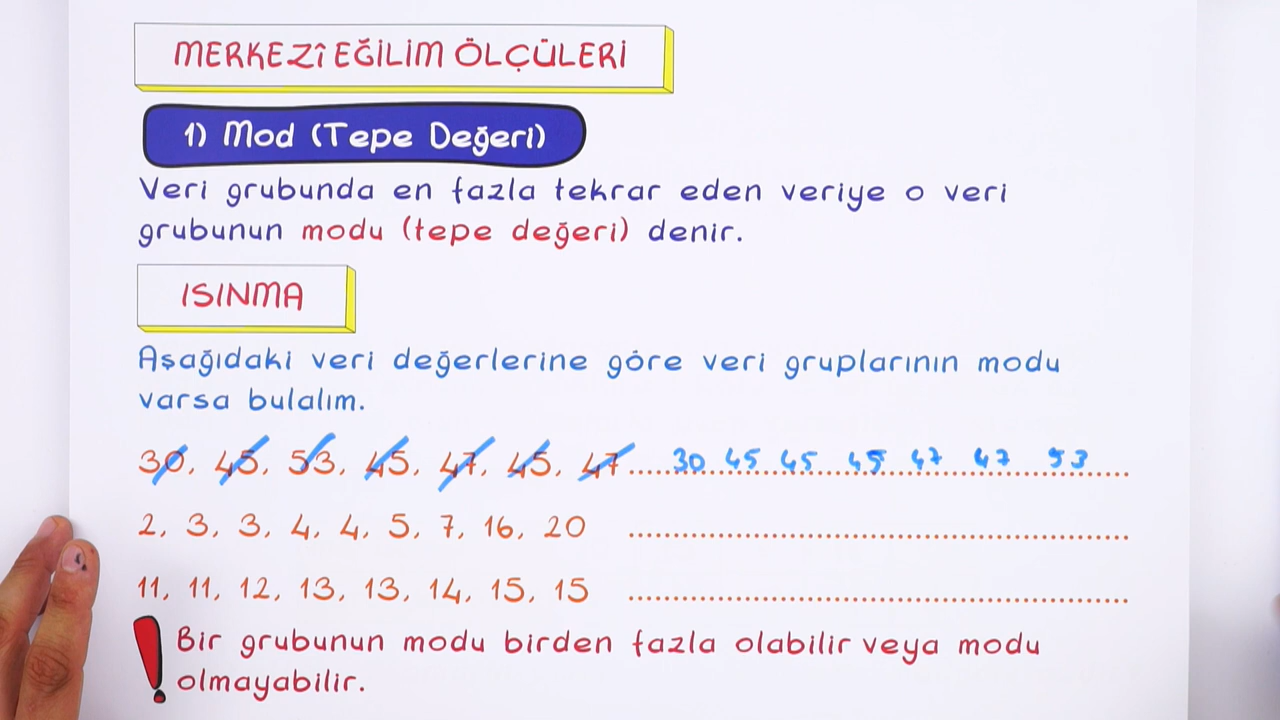 MERKEZÎ EĞİLİM ÖLÇÜLERİ
1) Mod (Tepe Değeri)
Veri grubunda en fazla tekrar eden veriye o veri
grubunun modu (tepe değeri) denir.
ISINMA
Aşağıdaki veri değerlerine göre veri gruplarının modu
varsa bulalım.
30, 45, 53, 45, 47, 45, 47 30 45 45 45 47 47 53
2, 3, 3, 4, 4, 5, 7, 16, 20
11, 11, 12, 13, 13, 14, 15, 15
! Bir grubunun modu birden fazla olabilir veya modu
olmayabilir.